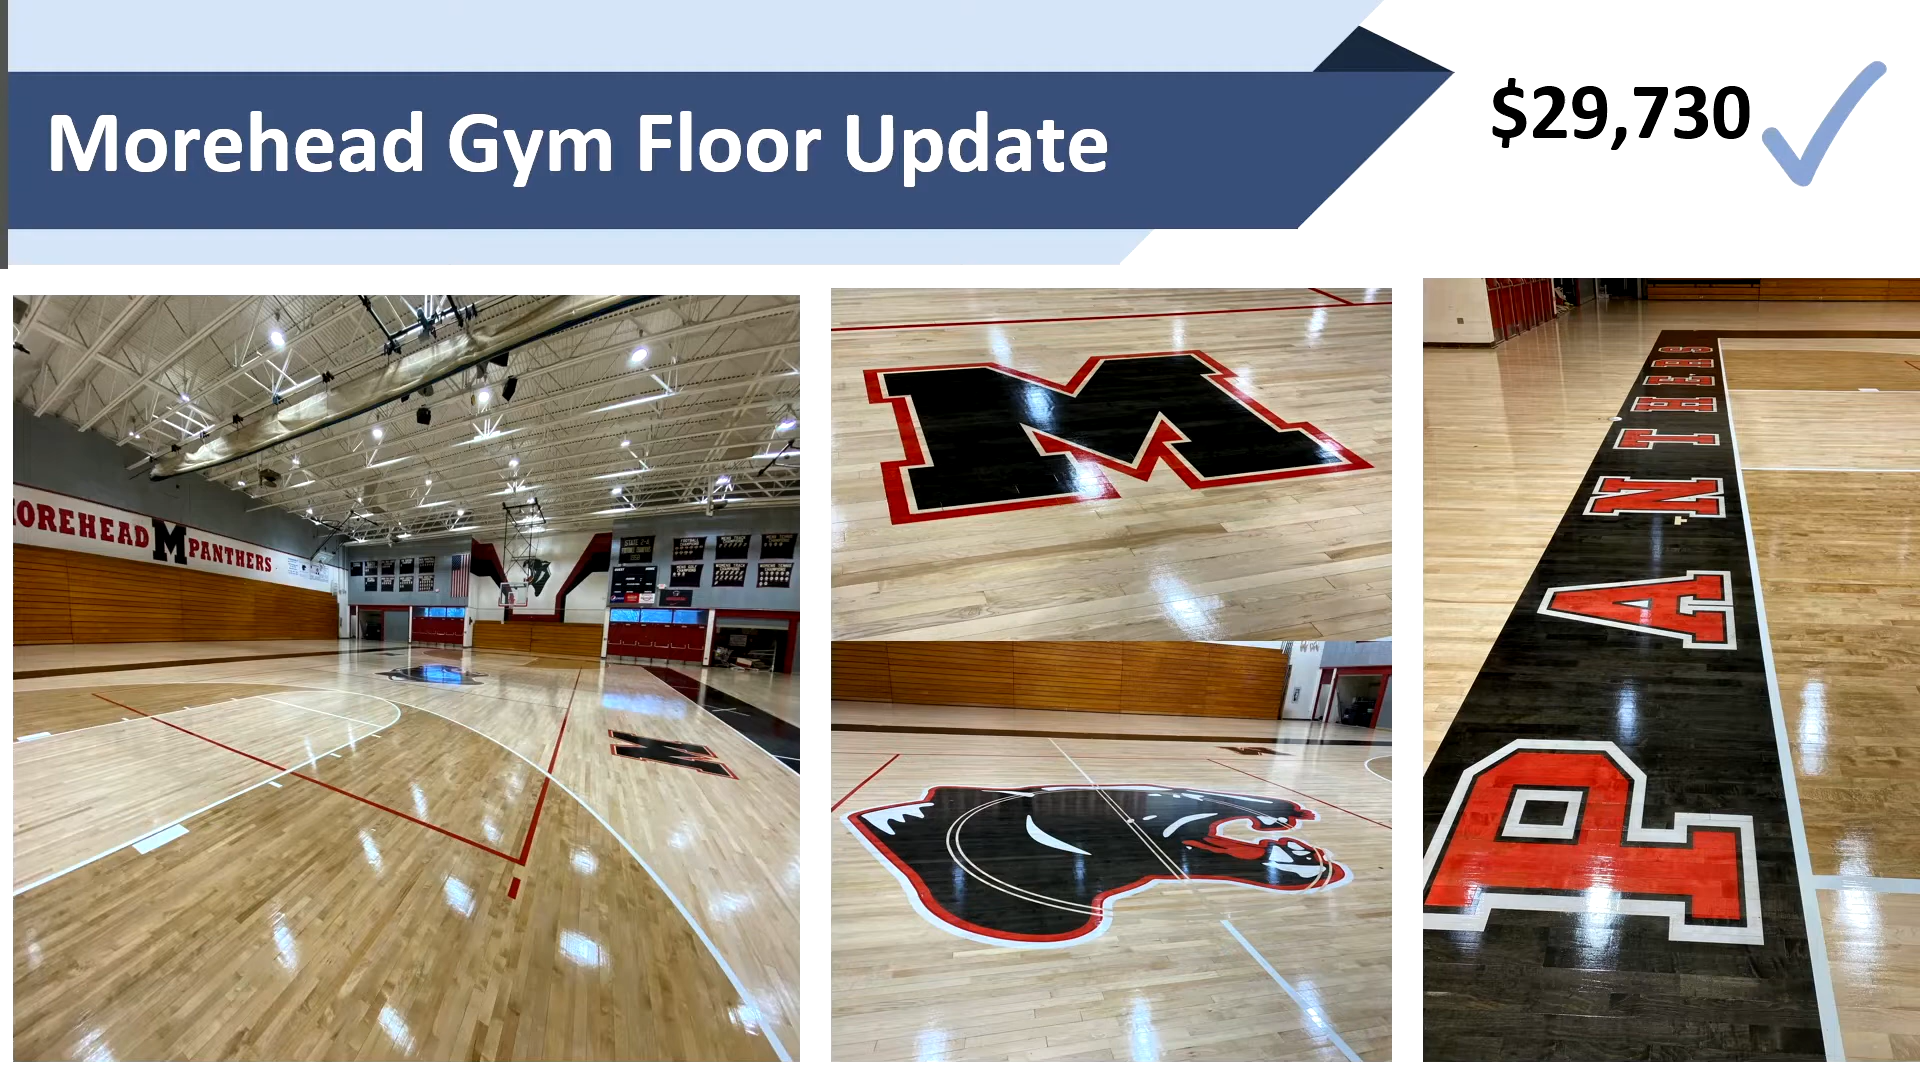 Morehead Gym Floor Update
$29,730
OREHEAD M PANTHERS
M
M
PANTHERS